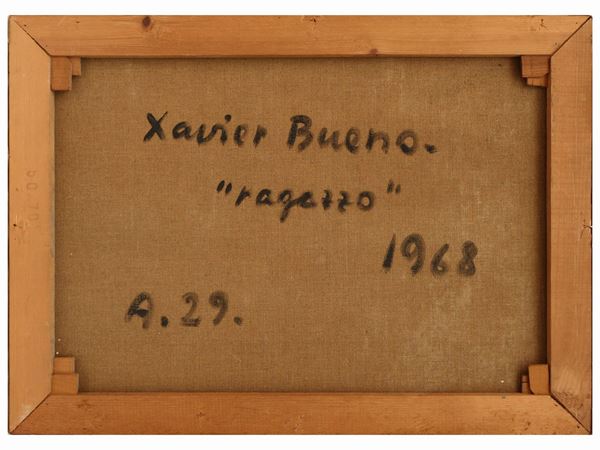 Xavier Bueno.
"ragazzo"
1968
A.29.